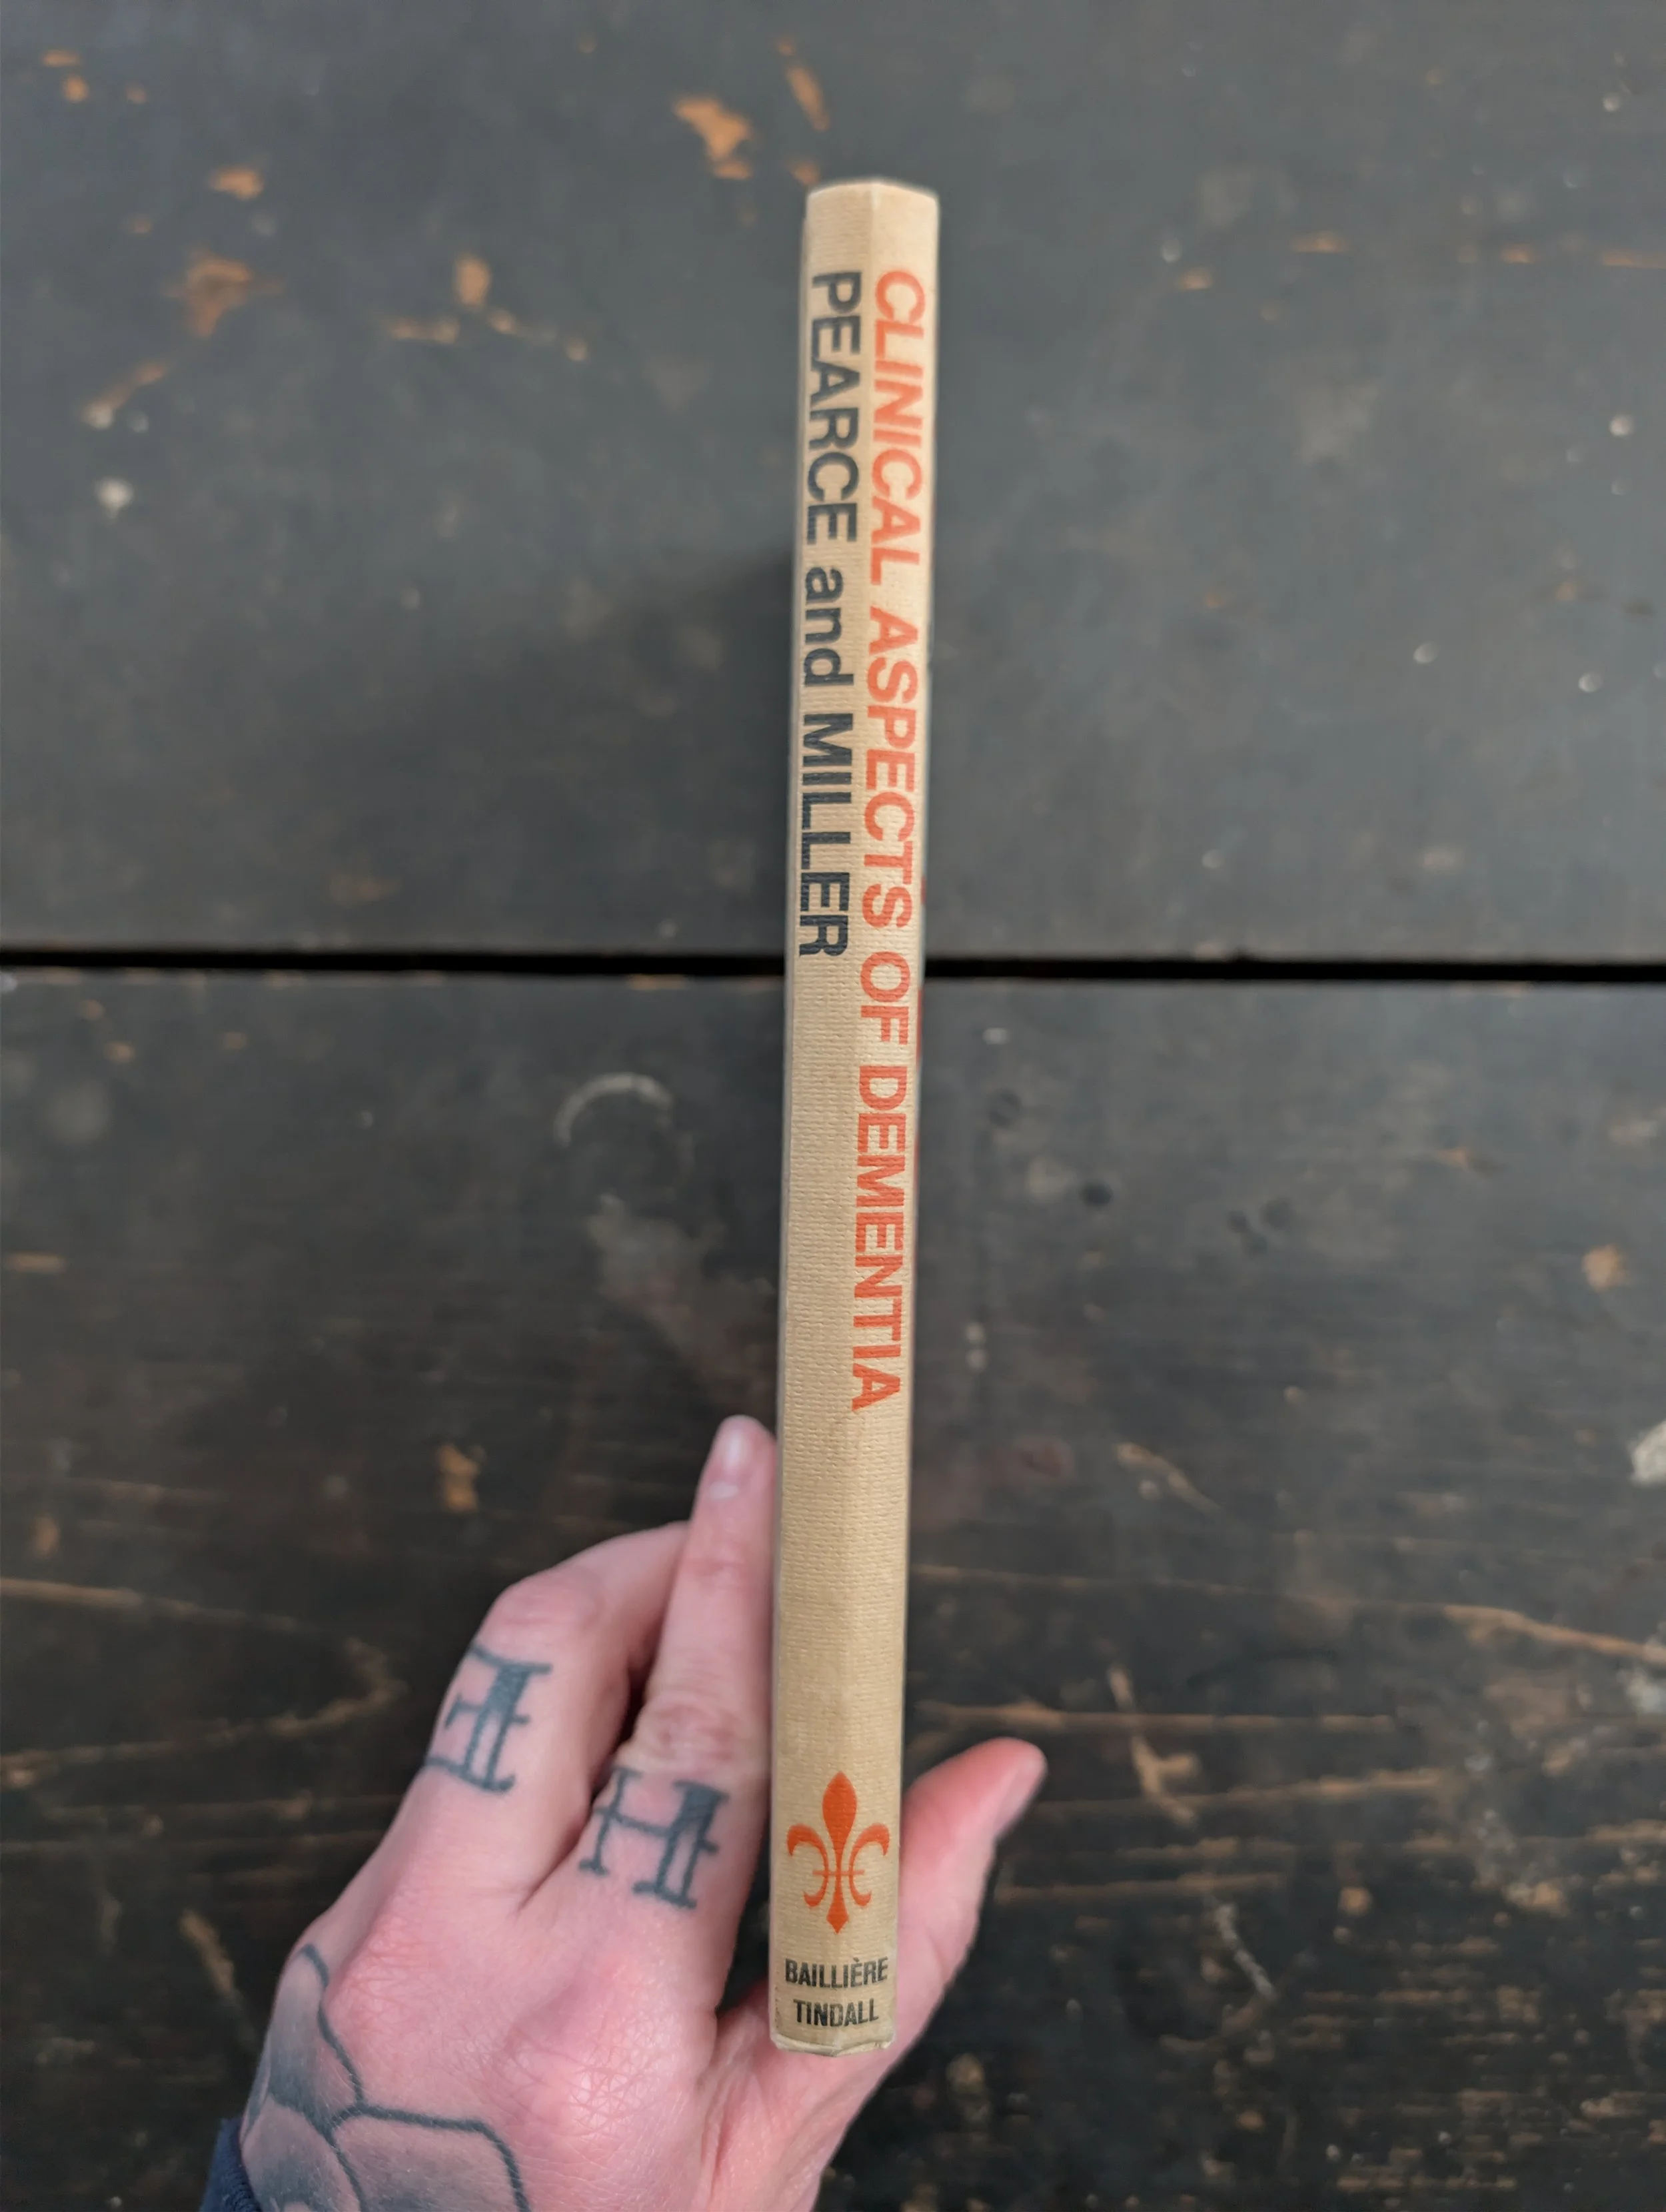 CLINICAL ASPECTS OF DEMENTIA
PEARCE and MILLER
BAILLIÈRE
TINDALL
E
H